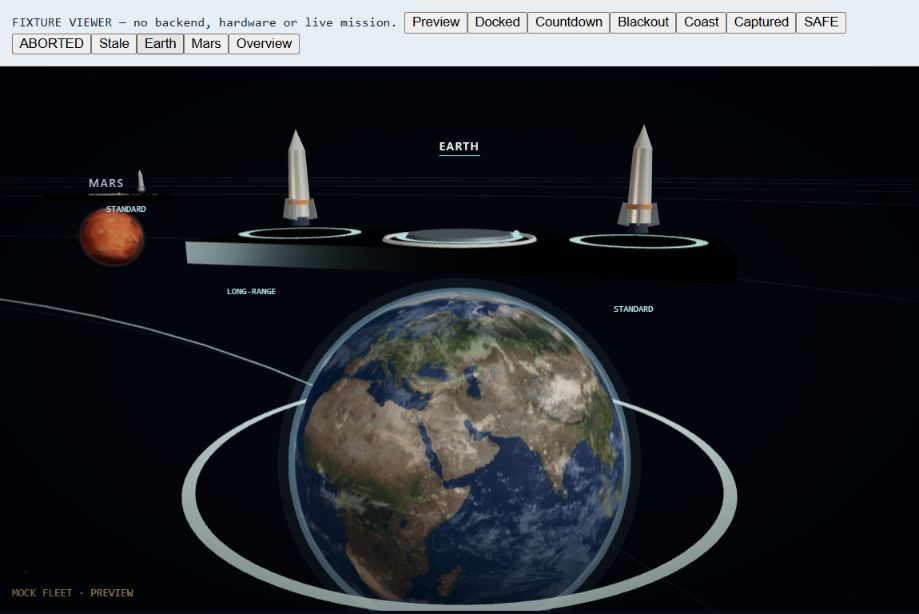 FIXTURE VIEWER — no backend, hardware or live mission. Preview Docked Countdown Blackout Coast Captured SAFE
ABORTED Stale Earth Mars Overview
EARTH
MARS
STANDARD
LONG-RANGE
STANDARD
MOCK FLEET · PREVIEW